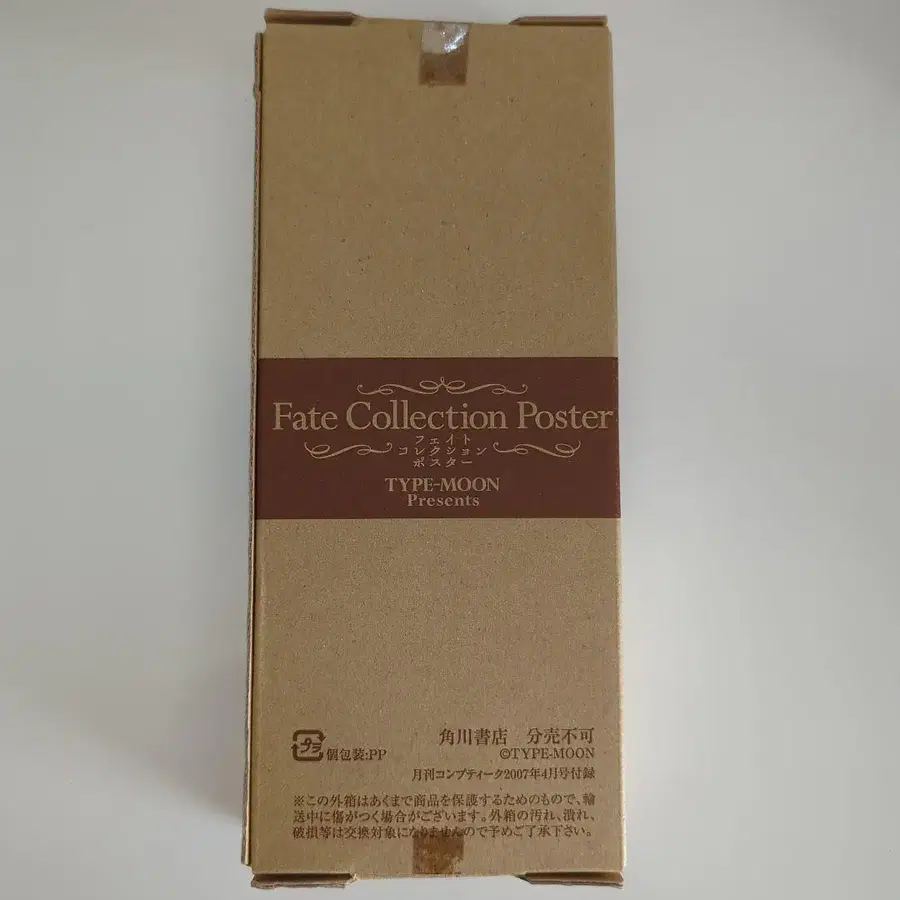 Fate Collection Poster
フェイト
コレクション
ポスター
TYPE-MOON
Presents
プラ
個包装:PP
角川書店　分売不可
©TYPE-MOON
月刊コンプティーク2007年4月号付録
※この外箱はあくまで商品を保護するためのもので、輸
送中に傷がつく場合がございます。外箱の汚れ、潰れ、
破損等は交換対象になりませんので予めご了承下さい。